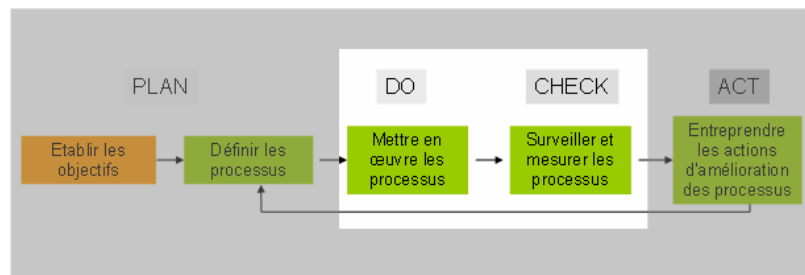 PLAN
DO
CHECK
ACT
Etablir les
objectifs
Définir les
processus
Mettre en
œuvre les
processus
Surveiller et
mesurer les
processus
Entreprendre
les actions
d'amélioration
des processus